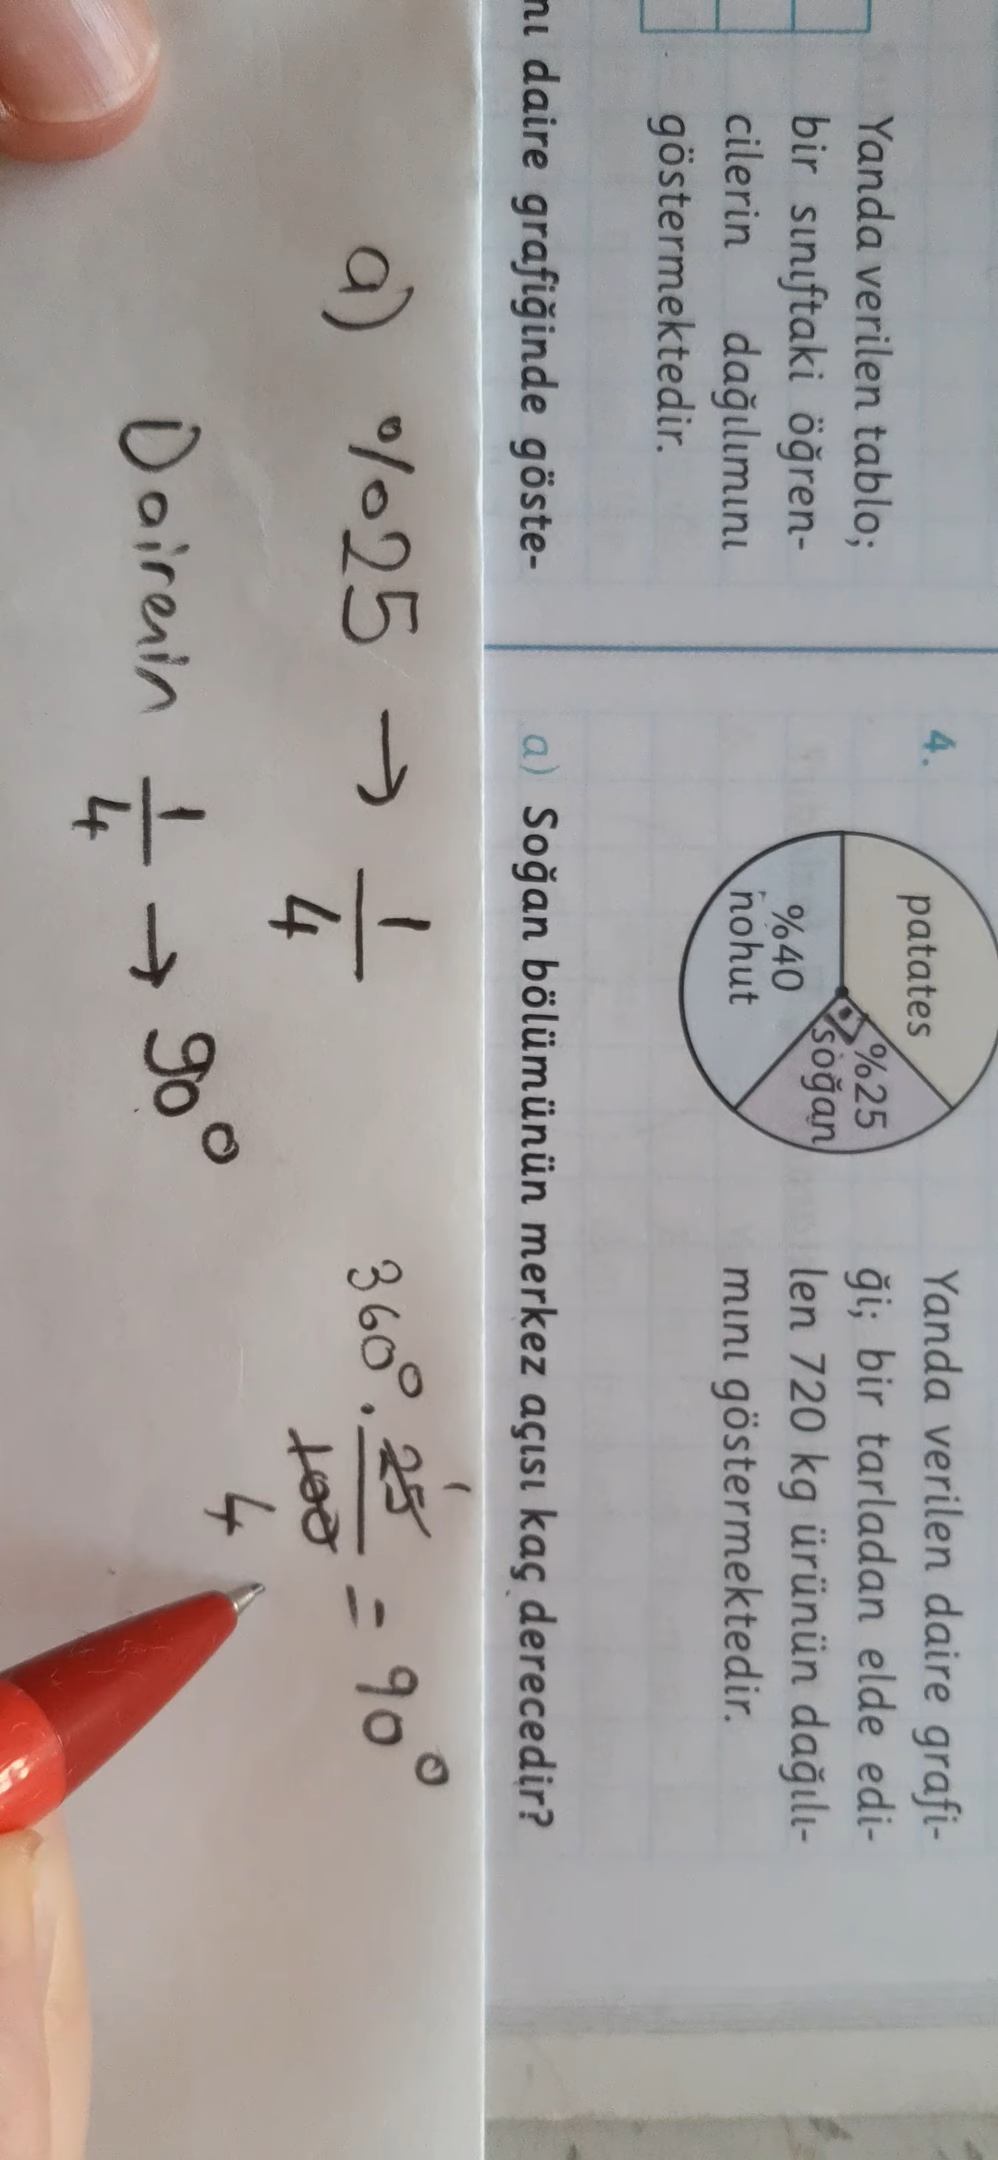 Yanda verilen tablo;
bir sınıftaki öğren-
cilerin dağılımını
göstermektedir.
nı daire grafiğinde göste-
4.
patates
%25
soğan
%40
nohut
Yanda verilen daire grafi-
ği; bir tarladan elde edi-
len 720 kg ürünün dağılı-
mını göstermektedir.
a) Soğan bölümünün merkez açısı kaç derecedir?
a) %25 → 1/4
Dairenin 1/4 → 90°
360° . 25/100 = 90°
1
4